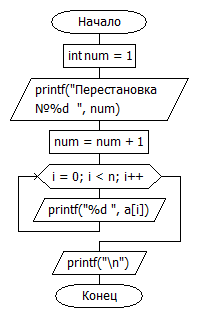 Начало
int num = 1
printf("Перестановка
№%d  ", num)
num = num + 1
i = 0; i < n; i++
printf("%d ", a[i])
printf("\n")
Конец